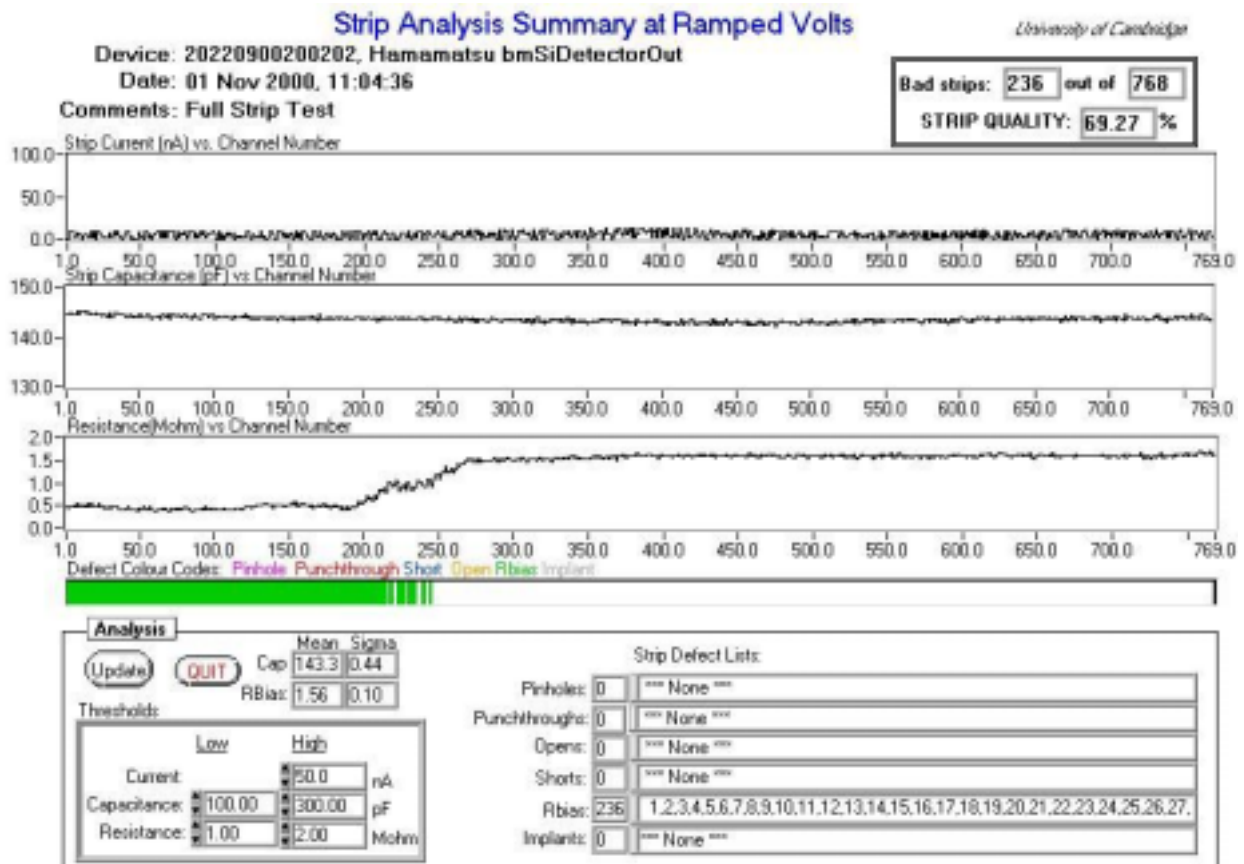 Strip Analysis Summary at Ramped Volts
University of Cambridge
Device: 20220900200202, Hamamatsu bmSiDetectorOut
Date: 01 Nov 2000, 11:04:36
Comments: Full Strip Test
Bad strips: 236 out of 768
STRIP QUALITY: 69.27 %
Strip Current (nA) vs. Channel Number
100.0
50.0
0.0
1.0 50.0 100.0 150.0 200.0 250.0 300.0 350.0 400.0 450.0 500.0 550.0 600.0 650.0 700.0 769.0
Strip Capacitance (pF) vs Channel Number
150.0
140.0
130.0
1.0 50.0 100.0 150.0 200.0 250.0 300.0 350.0 400.0 450.0 500.0 550.0 600.0 650.0 700.0 769.0
Resistance(Mohm) vs Channel Number
2.0
1.5
1.0
0.5
0.0
1.0 50.0 100.0 150.0 200.0 250.0 300.0 350.0 400.0 450.0 500.0 550.0 600.0 650.0 700.0 769.0
Defect Colour Codes: Pinhole Punchthrough Short Open Rbias Implant
Analysis
Update QUIT
Mean Sigma
Cap 143.3 0.44
RBias: 1.56 0.10
Thresholds
Low High
Current 50.0 nA
Capacitance: 100.00 300.00 pF
Resistance: 1.00 2.00 Mohm
Strip Defect Lists:
Pinholes: 0 *** None ***
Punchthroughs: 0 *** None ***
Opens: 0 *** None ***
Shorts: 0 *** None ***
Rbias: 236 1,2,3,4,5,6,7,8,9,10,11,12,13,14,15,16,17,18,19,20,21,22,23,24,25,26,27,
Implants: 0 *** None ***